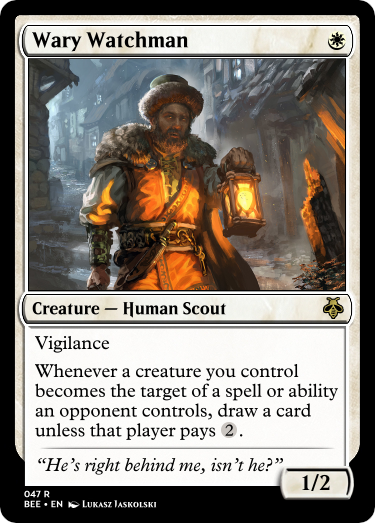 Wary Watchman
Creature — Human Scout
Vigilance
Whenever a creature you control
becomes the target of a spell or ability
an opponent controls, draw a card
unless that player pays 2.
“He's right behind me, isn't he?”
1/2
047 R
BEE • EN Lukasz Jaskolski